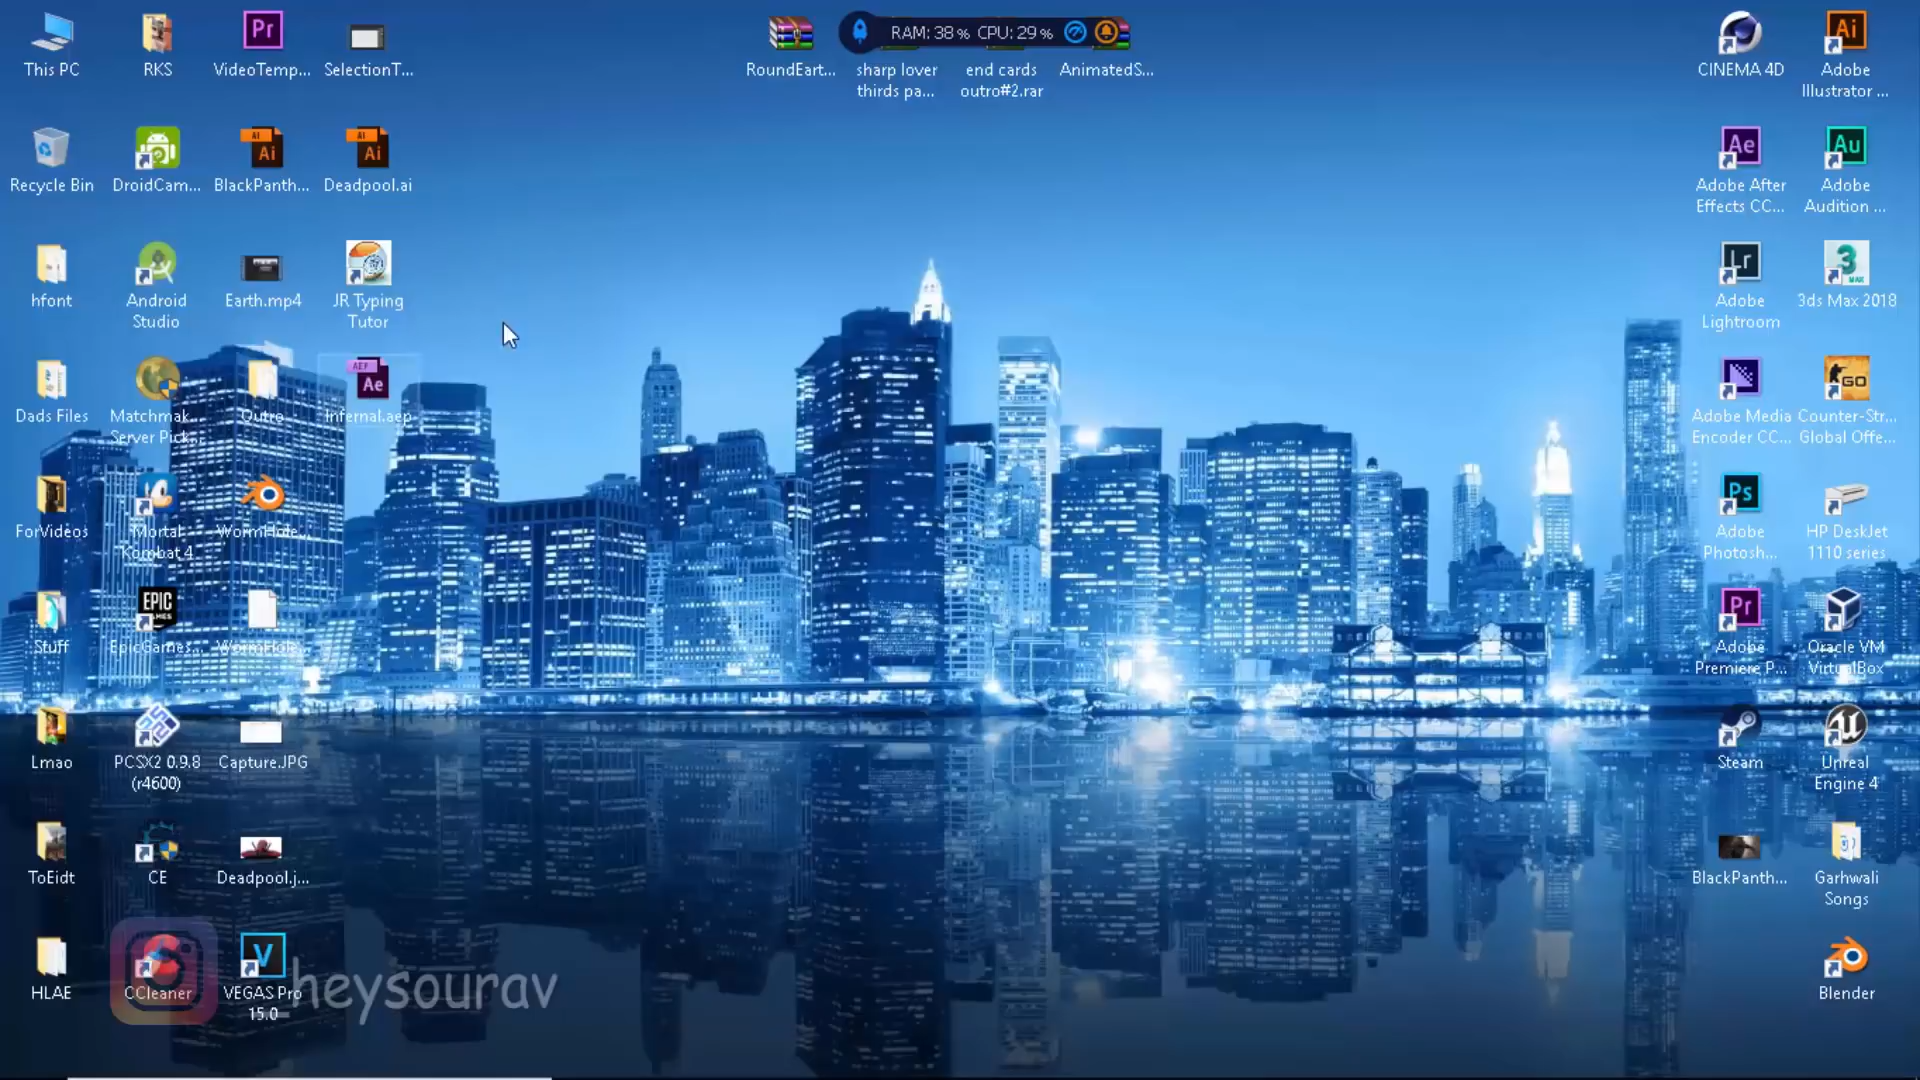 This PC
RKS
VideoTemp...
SelectionT...
RoundEart...
RAM: 38% CPU: 29%
sharp lover
thirds pa...
end cards
outro#2.rar
AnimatedS...
CINEMA 4D
Adobe
Illustrator ...
Recycle Bin
DroidCam...
BlackPanth...
Deadpool.ai
Adobe After
Effects CC...
Adobe
Audition ...
hfont
Android
Studio
Earth.mp4
JR Typing
Tutor
Adobe
Lightroom
3ds Max 2018
Dads Files
Matchmak...
Server Pick...
Outro
Infernal.aep
Adobe Media
Encoder CC...
Counter-Str...
Global Offe...
ForVideos
Mortal
Kombat 4
WormHole...
Adobe
Photosh...
HP DeskJet
1110 series
Stuff
EpicGames...
WormHole...
Adobe
Premiere P...
Oracle VM
VirtualBox
Lmao
PCSX2 0.9.8
(r4600)
Capture.JPG
Steam
Unreal
Engine 4
ToEidt
CE
Deadpool.j...
BlackPanth...
Garhwali
Songs
HLAE
CCleaner
VEGAS Pro
15.0
_heysourav
Blender